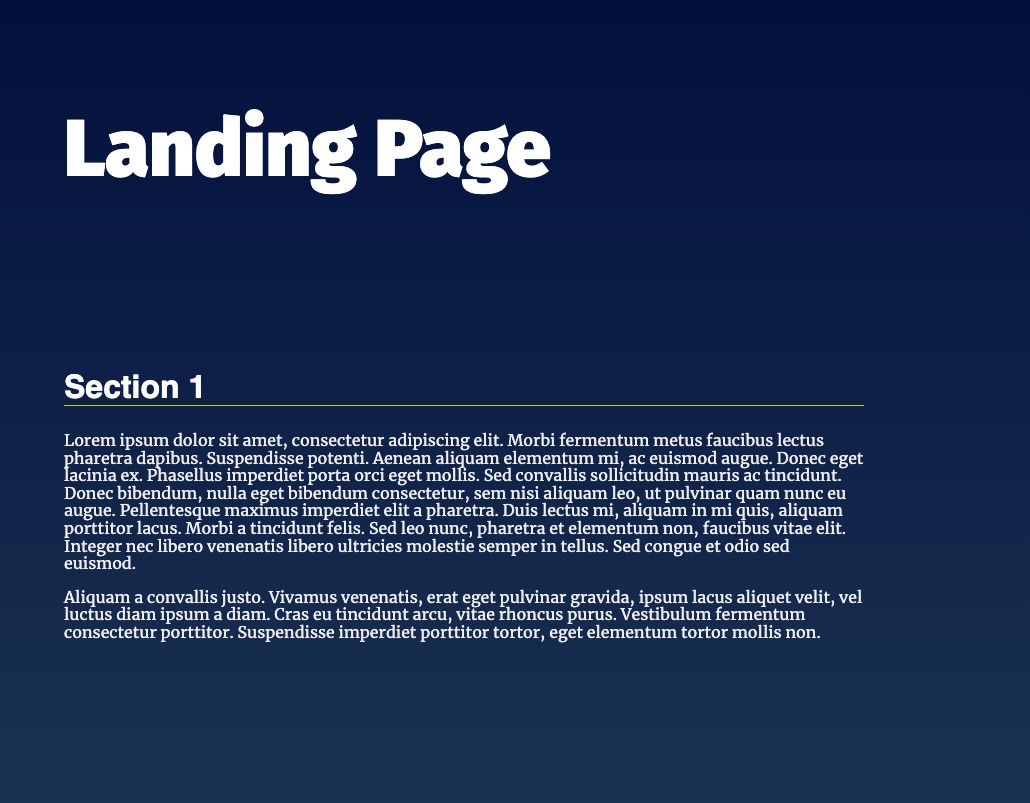 Landing Page
Section 1
Lorem ipsum dolor sit amet, consectetur adipiscing elit. Morbi fermentum metus faucibus lectus
pharetra dapibus. Suspendisse potenti. Aenean aliquam elementum mi, ac euismod augue. Donec eget
lacinia ex. Phasellus imperdiet porta orci eget mollis. Sed convallis sollicitudin mauris ac tincidunt.
Donec bibendum, nulla eget bibendum consectetur, sem nisi aliquam leo, ut pulvinar quam nunc eu
augue. Pellentesque maximus imperdiet elit a pharetra. Duis lectus mi, aliquam in mi quis, aliquam
porttitor lacus. Morbi a tincidunt felis. Sed leo nunc, pharetra et elementum non, faucibus vitae elit.
Integer nec libero venenatis libero ultricies molestie semper in tellus. Sed congue et odio sed
euismod.
Aliquam a convallis justo. Vivamus venenatis, erat eget pulvinar gravida, ipsum lacus aliquet velit, vel
luctus diam ipsum a diam. Cras eu tincidunt arcu, vitae rhoncus purus. Vestibulum fermentum
consectetur porttitor. Suspendisse imperdiet porttitor tortor, eget elementum tortor mollis non.